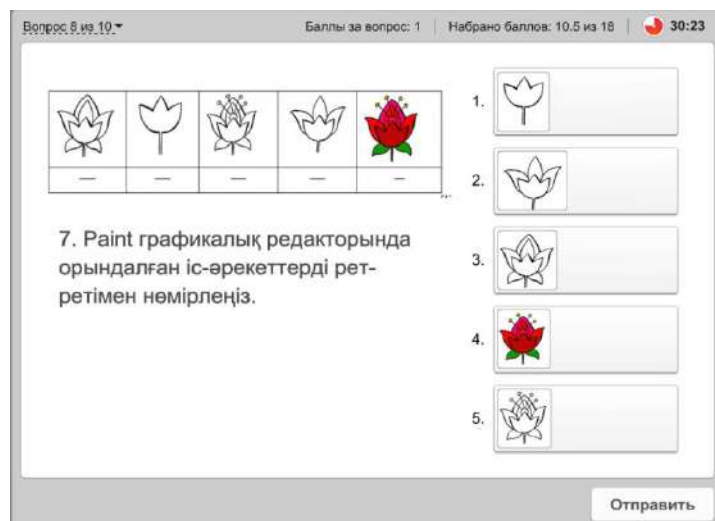 Вопрос 8 из 10 Баллы за вопрос: 1 Набрано баллов: 10.5 из 18 30:23
7. Paint графикалық редакторында
орындалған іс-әрекеттерді рет-
ретімен нөмірлеңіз.
1.
2.
3.
4.
5.
Отправить